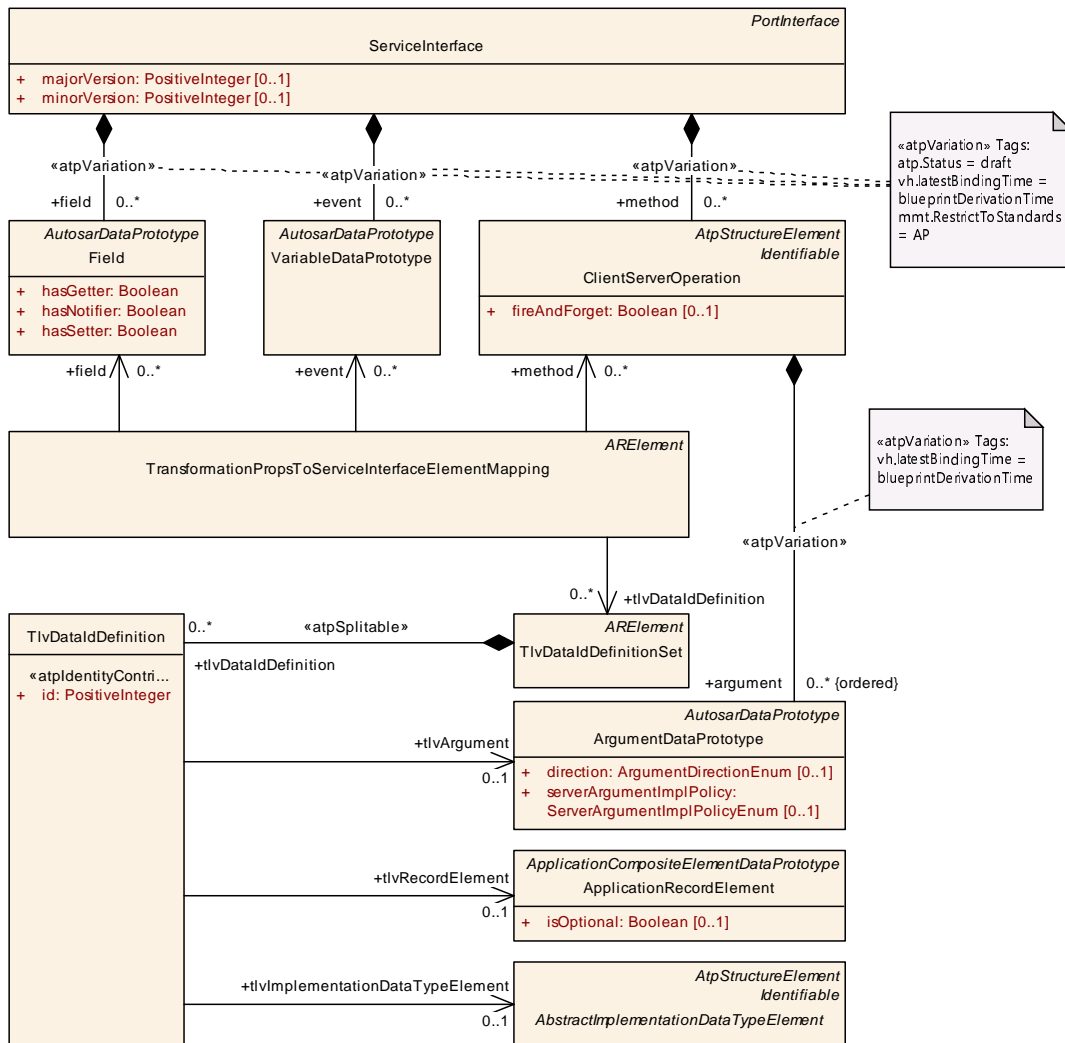 PortInterface
ServiceInterface
+ majorVersion: PositiveInteger [0..1]
+ minorVersion: PositiveInteger [0..1]
«atpVariation»
«atpVariation»
«atpVariation»
«atpVariation» Tags:
atp.Status = draft
vh.latestBindingTime =
blueprintDerivationTime
mmt.RestrictToStandards
= AP
+field 0..*
+event 0..*
+method 0..*
AutosarDataPrototype
Field
+ hasGetter: Boolean
+ hasNotifier: Boolean
+ hasSetter: Boolean
AutosarDataPrototype
VariableDataPrototype
AtpStructureElement
Identifiable
ClientServerOperation
+ fireAndForget: Boolean [0..1]
+field 0..*
+event 0..*
+method 0..*
ARElement
TransformationPropsToServiceInterfaceElementMapping
«atpVariation» Tags:
vh.latestBindingTime =
blueprintDerivationTime
«atpVariation»
0..* +tlvDataIdDefinition
TlvDataIdDefinition
«atpIdentityContri...
+ id: PositiveInteger
0..* «atpSplitable»
+tlvDataIdDefinition
ARElement
TlvDataIdDefinitionSet
+argument 0..* {ordered}
+tlvArgument
0..1
AutosarDataPrototype
ArgumentDataPrototype
+ direction: ArgumentDirectionEnum [0..1]
+ serverArgumentImplPolicy:
ServerArgumentImplPolicyEnum [0..1]
+tlvRecordElement
0..1
ApplicationCompositeElementDataPrototype
ApplicationRecordElement
+ isOptional: Boolean [0..1]
+tlvImplementationDataTypeElement
0..1
AtpStructureElement
Identifiable
AbstractImplementationDataTypeElement